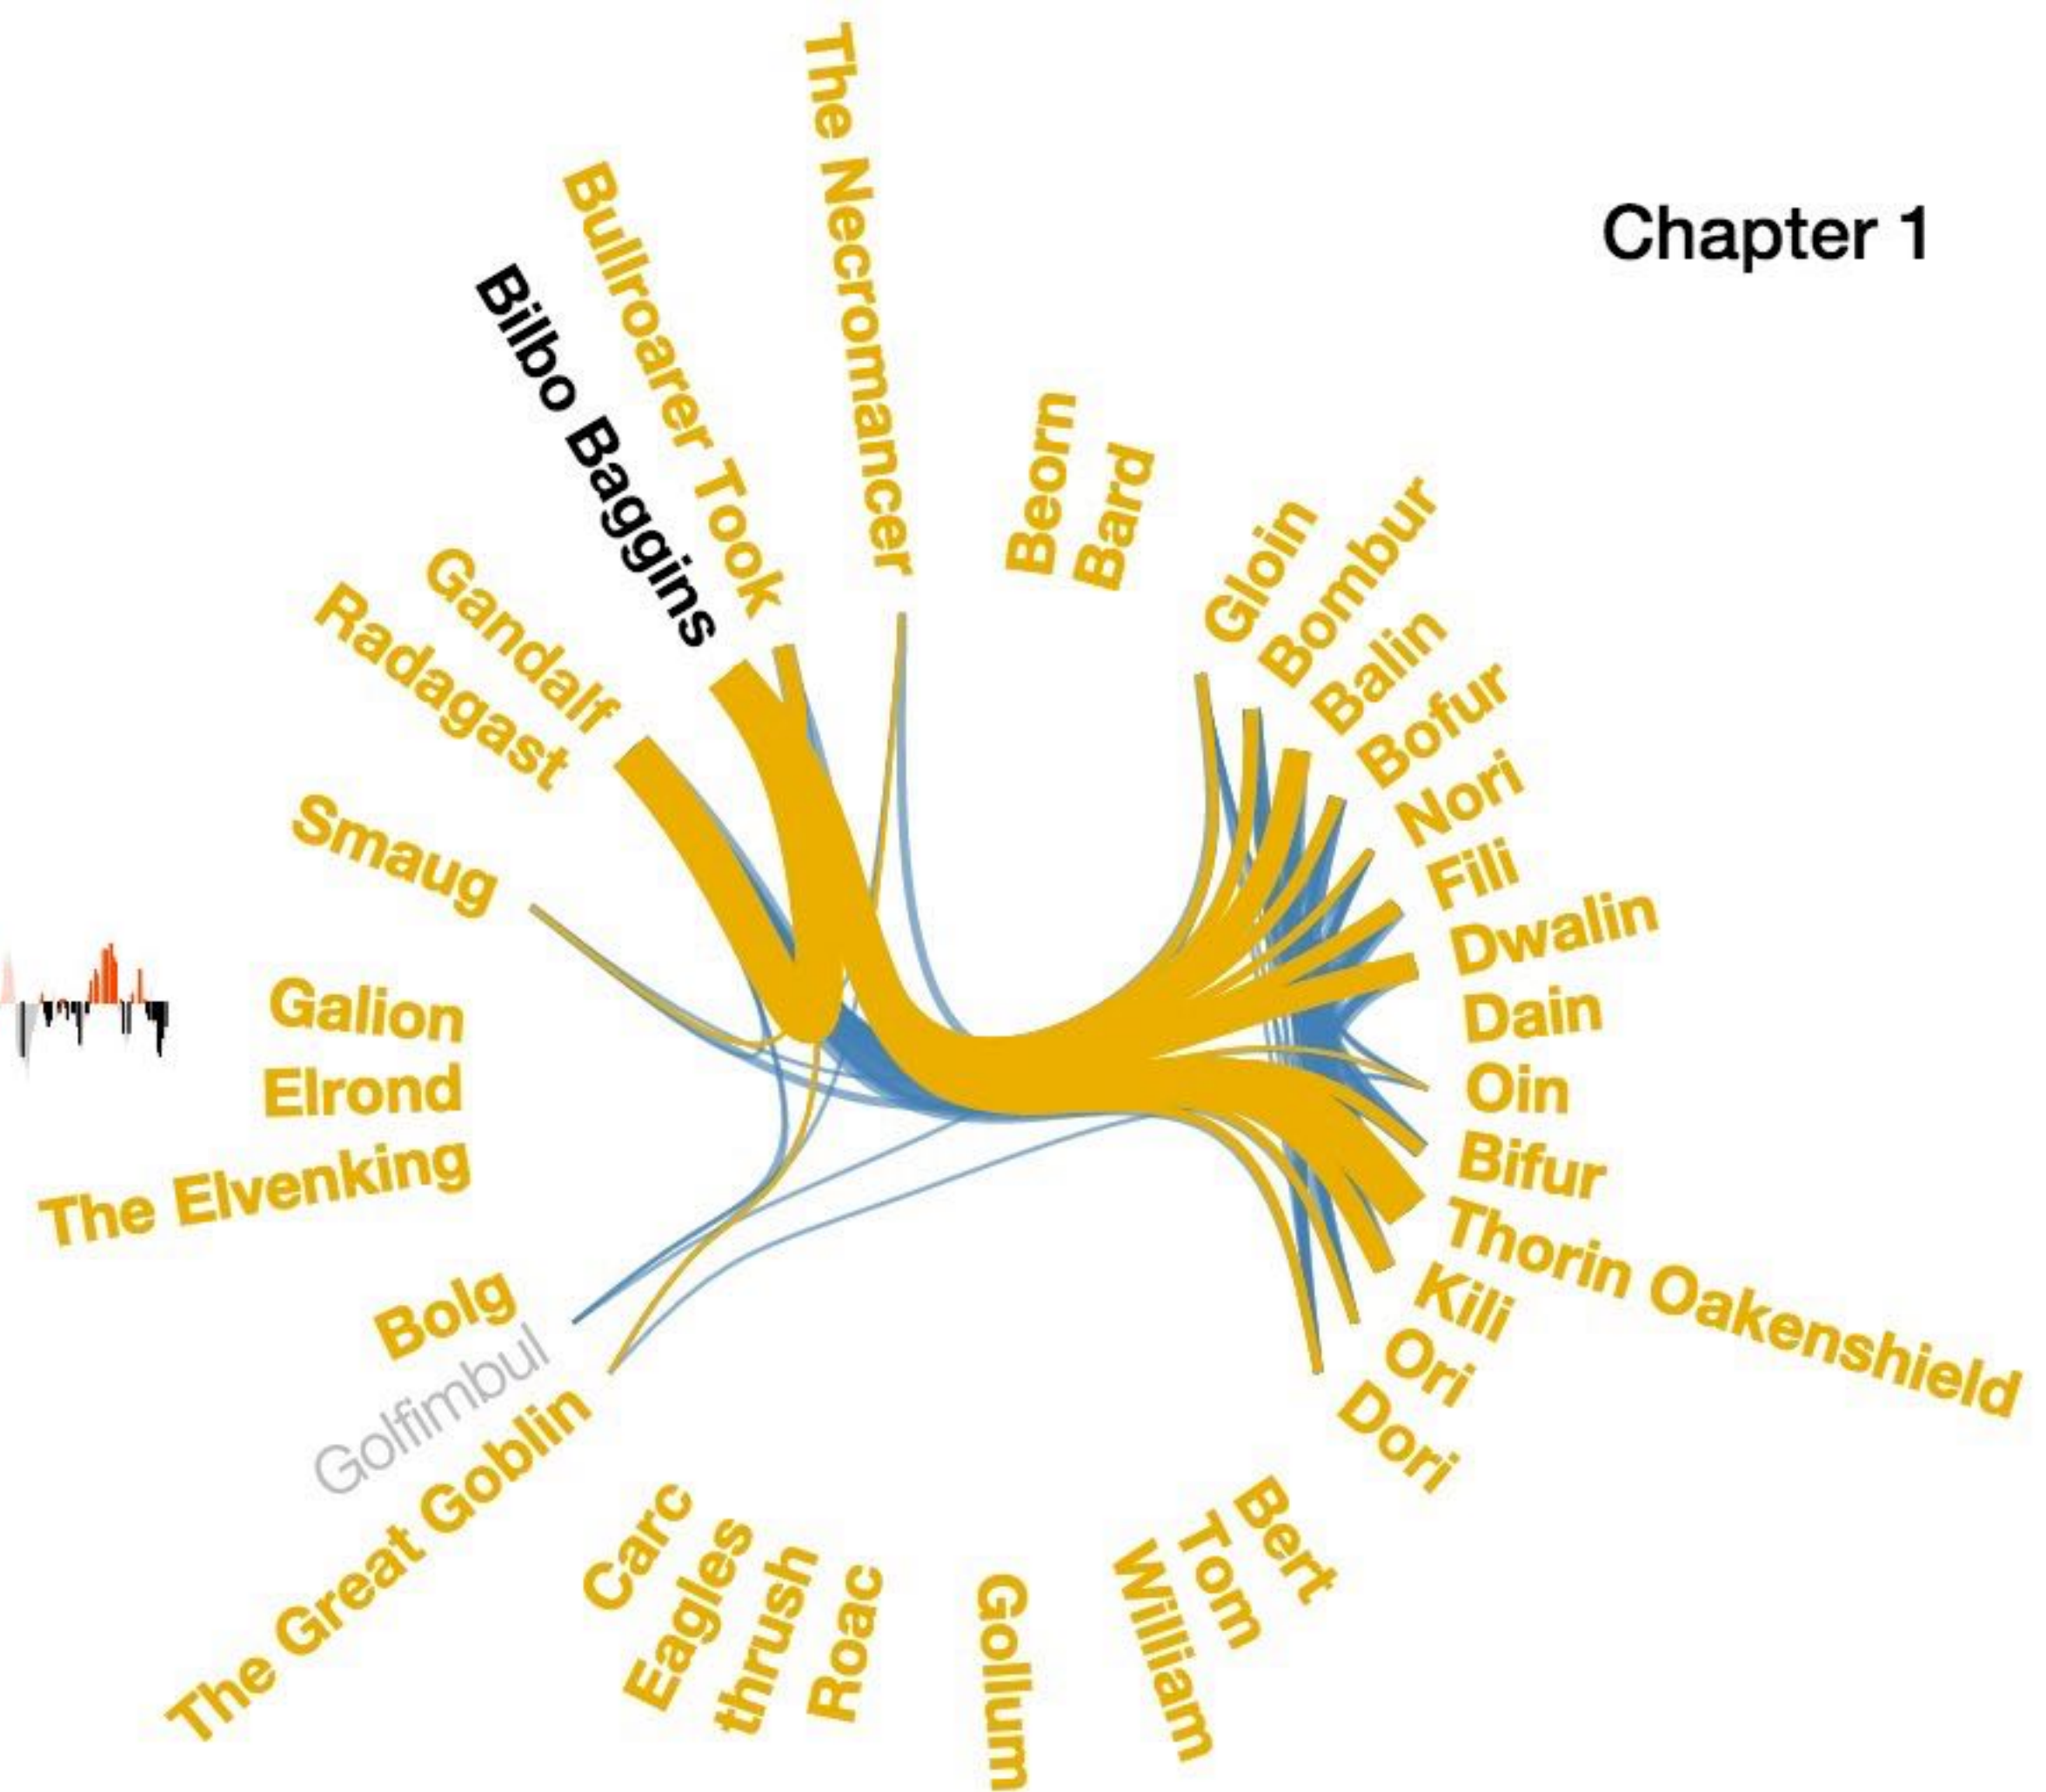 The Necromancer
Bullroarer Took
Bilbo Baggins
Gandalf
Radagast
Smaug
Galion
Elrond
The Elvenking
Bolg
Golfimbul
The Great Goblin
Carc
Eagles
thrush
Roac
Gollum
William
Tom
Bert
Dori
Ori
Kili
Thorin Oakenshield
Bifur
Oin
Dain
Dwalin
Fili
Nori
Bofur
Balin
Bombur
Gloin
Bard
Beorn
Chapter 1